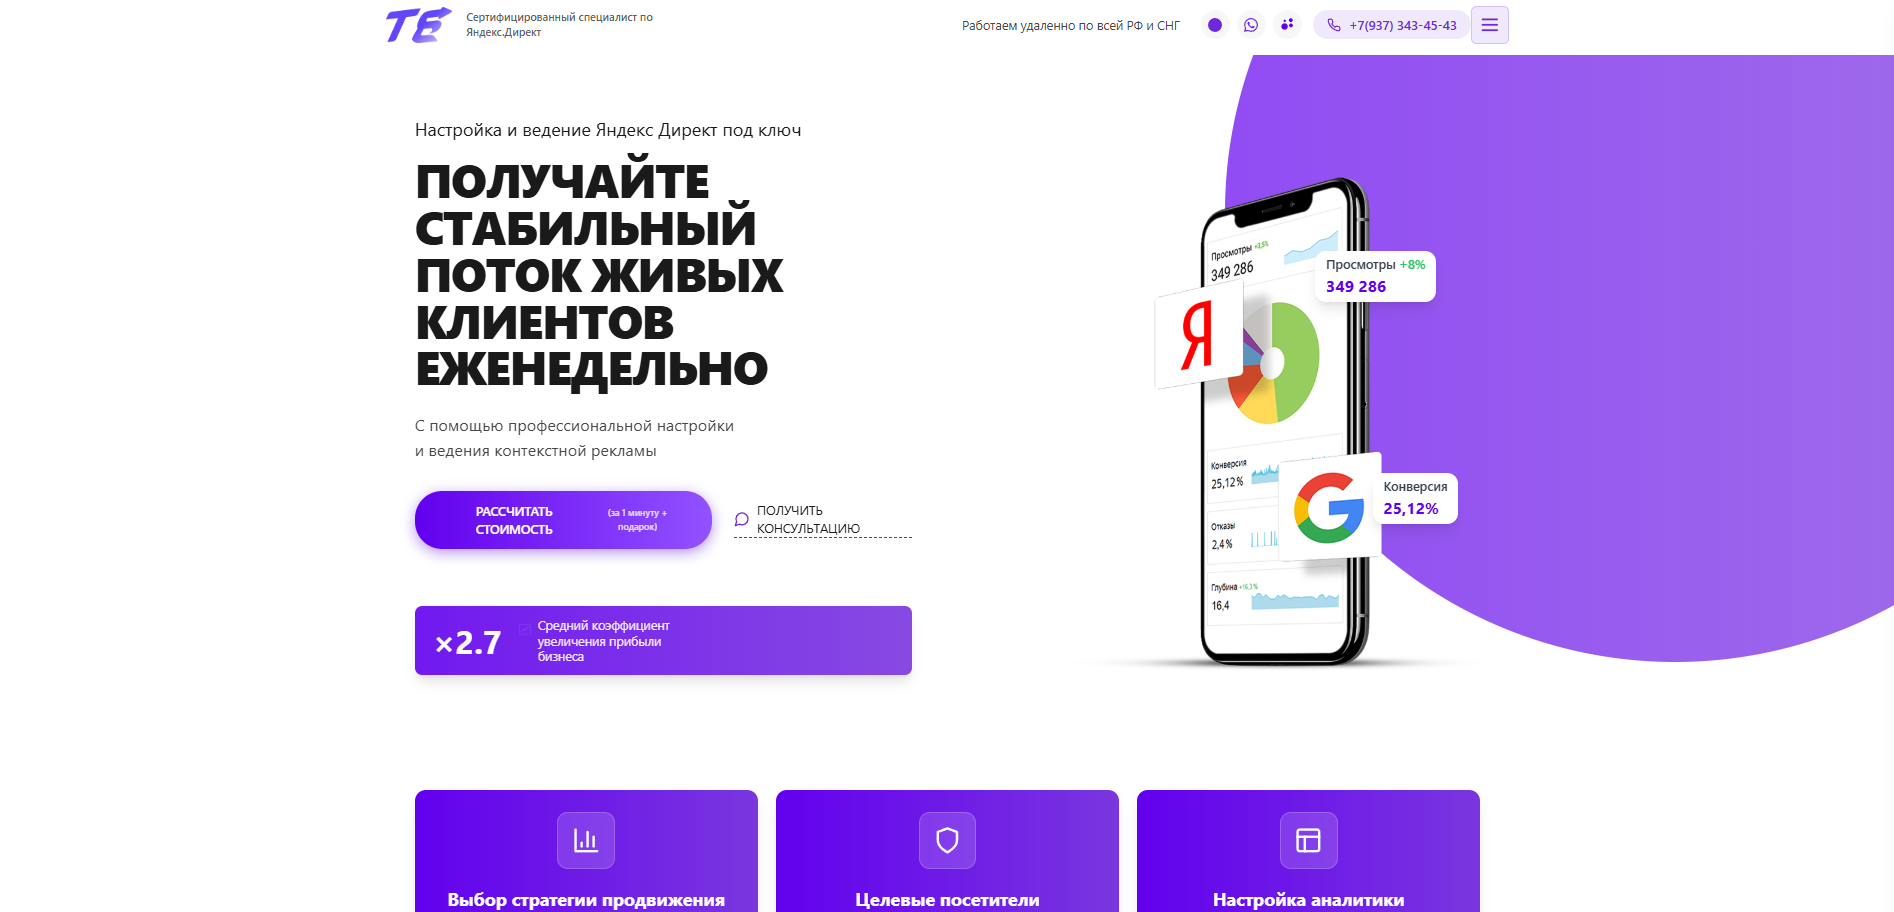 ТЕ
Сертифицированный специалист по
Яндекс.Директ
Работаем удаленно по всей РФ и СНГ
+7(937) 343-45-43
Настройка и ведение Яндекс Директ под ключ
ПОЛУЧАЙТЕ
СТАБИЛЬНЫЙ
ПОТОК ЖИВЫХ
КЛИЕНТОВ
ЕЖЕНЕДЕЛЬНО
С помощью профессиональной настройки
и ведения контекстной рекламы
РАССЧИТАТЬ
СТОИМОСТЬ
(за 1 минуту +
подарок)
ПОЛУЧИТЬ
КОНСУЛЬТАЦИЮ
×2.7
Средний коэффициент
увеличения прибыли
бизнеса
Просмотры +2,8%
349 286
Просмотры +8%
349 286
Я
Конверсия
25,12 %
G
Конверсия
25,12%
Отказы
2,4 %
Глубина +16,3 %
16,4
Выбор стратегии продвижения
Целевые посетители
Настройка аналитики